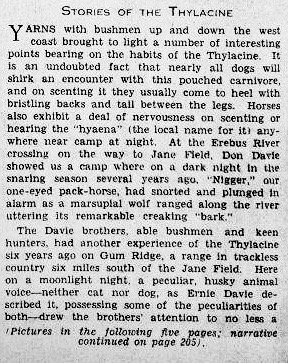 STORIES OF THE THYLACINE
YARNS with bushmen up and down the west
coast brought to light a number of interesting
points bearing on the habits of the Thylacine. It
is an undoubted fact that nearly all dogs will
shirk an encounter with this pouched carnivore,
and on scenting it they usually come to heel with
bristling backs and tail between the legs. Horses
also exhibit a deal of nervousness on scenting or
hearing the "hyaena" (the local name for it) any-
where near camp at night. At the Erebus River
crossing on the way to Jane Field, Don Davie
showed us a camp where on a dark night in the
snaring season several years ago, "Nigger," our
one-eyed pack-horse, had snorted and plunged in
alarm as a marsupial wolf ranged along the river
uttering its remarkable creaking "bark."
The Davie brothers, able bushmen and keen
hunters, had another experience of the Thylacine
six years ago on Gum Ridge, a range in trackless
country six miles south of the Jane Field. Here
on a moonlight night, a peculiar, husky animal
voice—neither cat nor dog, as Ernie Davie de-
scribed it, possessing some of the peculiarities of
both—drew the brothers' attention to no less a
(Pictures in the following five pages; narrative
continued on page 205).